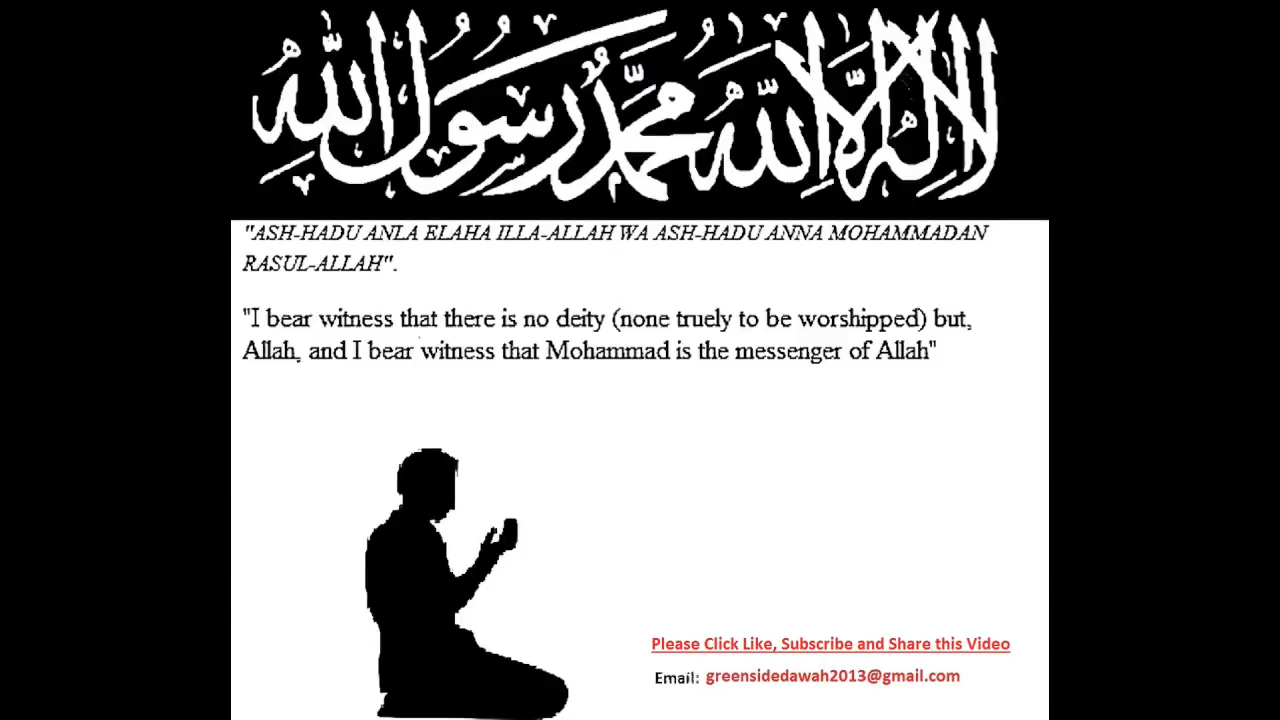 لا إله إلا الله محمد رسول الله
"ASH-HADU ANLA ELAHA ILLA-ALLAH WA ASH-HADU ANNA MOHAMMADAN
RASUL-ALLAH".
"I bear witness that there is no deity (none truely to be worshipped) but,
Allah, and I bear witness that Mohammad is the messenger of Allah"
Please Click Like, Subscribe and Share this Video
Email: greensidedawah2013@gmail.com